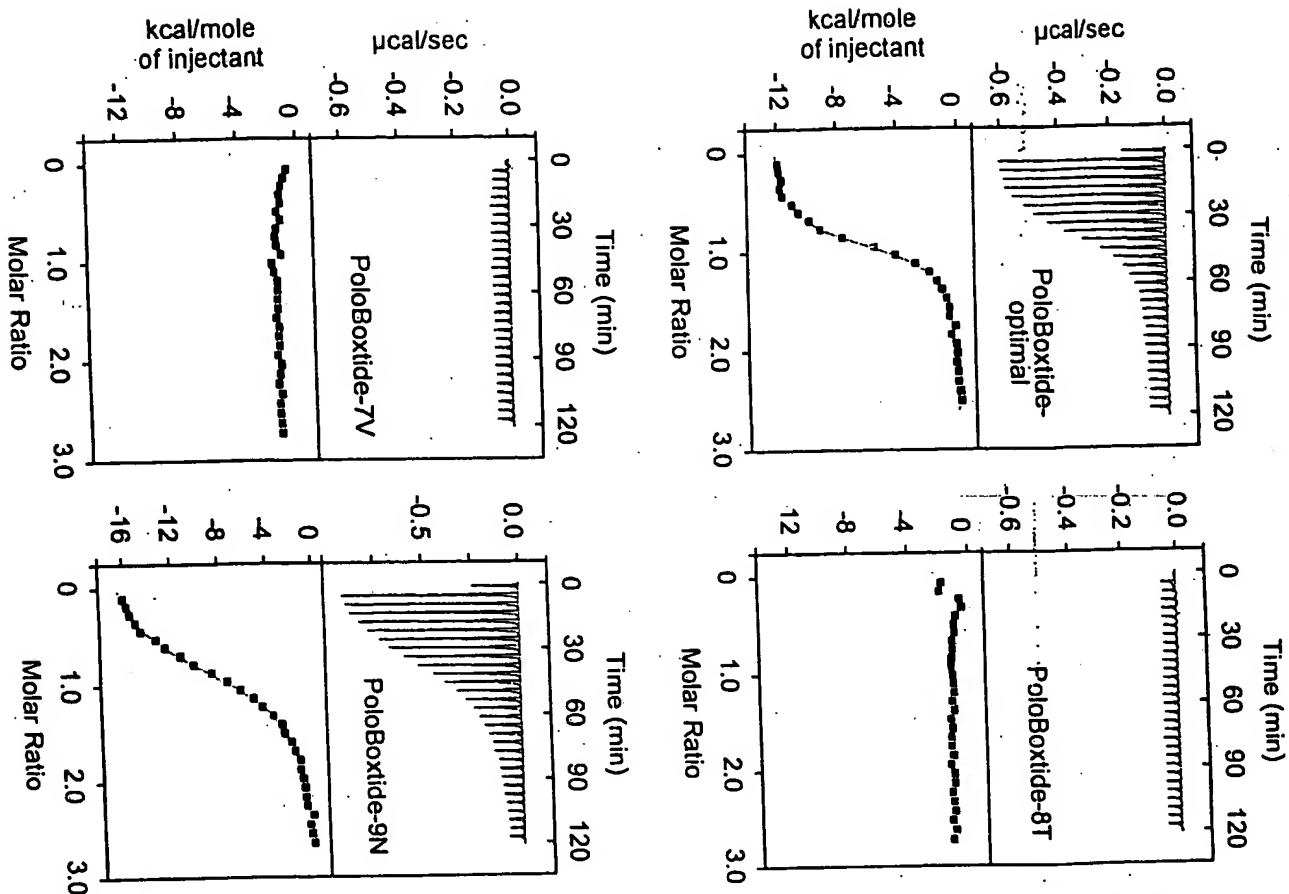 Time (min)
0 30 60 90 120
µcal/sec
0.0
-0.2
-0.4
-0.6
PoloBoxtide-
optimal
kcal/mole
of injectant
0
-4
-8
-12
0 1.0 2.0 3.0
Molar Ratio
Time (min)
0 30 60 90 120
0.0
-0.2
-0.4
-0.6
PoloBoxtide-8T
0
-4
-8
12
0 1.0 2.0 3.0
Molar Ratio
Time (min)
0 30 60 90 120
µcal/sec
0.0
-0.2
-0.4
-0.6
PoloBoxtide-7V
kcal/mole
of injectant
0
-4
-8
-12
0 1.0 2.0 3.0
Molar Ratio
Time (min)
0 30 60 90 120
0.0
-0.5
PoloBoxtide-9N
0
-4
-8
-12
-16
0 1.0 2.0 3.0
Molar Ratio